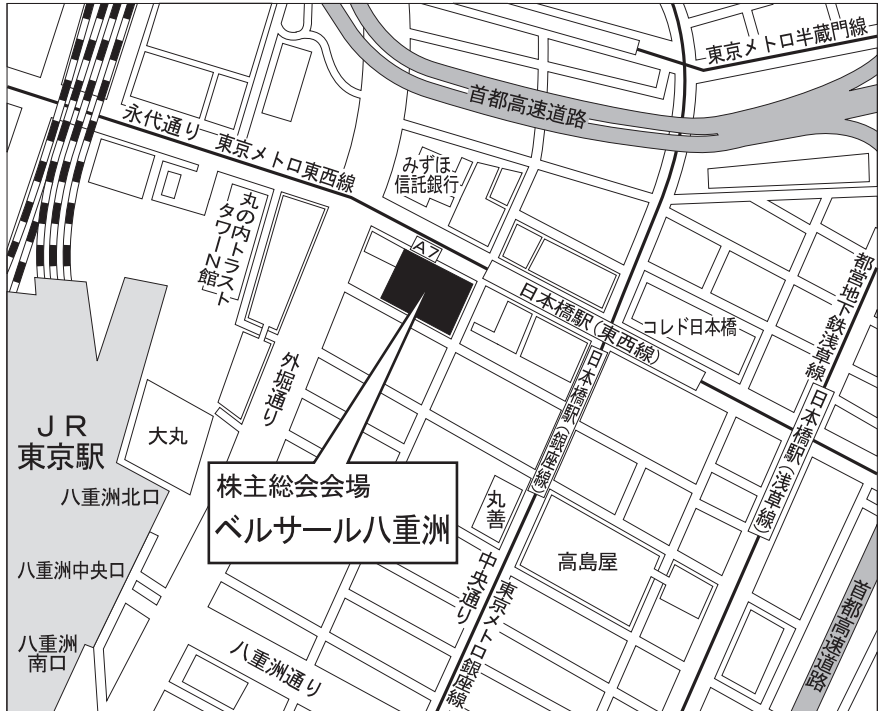 東京メトロ半蔵門線
首都高速道路
永代通り
東京メトロ東西線
みずほ
信託銀行
丸の内トラスト
タワーN館
A7
日本橋駅(東西線)
コレド日本橋
都営地下鉄浅草線
日本橋駅(浅草線)
日本橋駅(銀座線)
外堀通り
JR
東京駅
大丸
八重洲北口
株主総会会場
ベルサール八重洲
丸善
高島屋
八重洲中央口
中央通り
東京メトロ銀座線
首都高速道路
八重洲
南口
八重洲通り